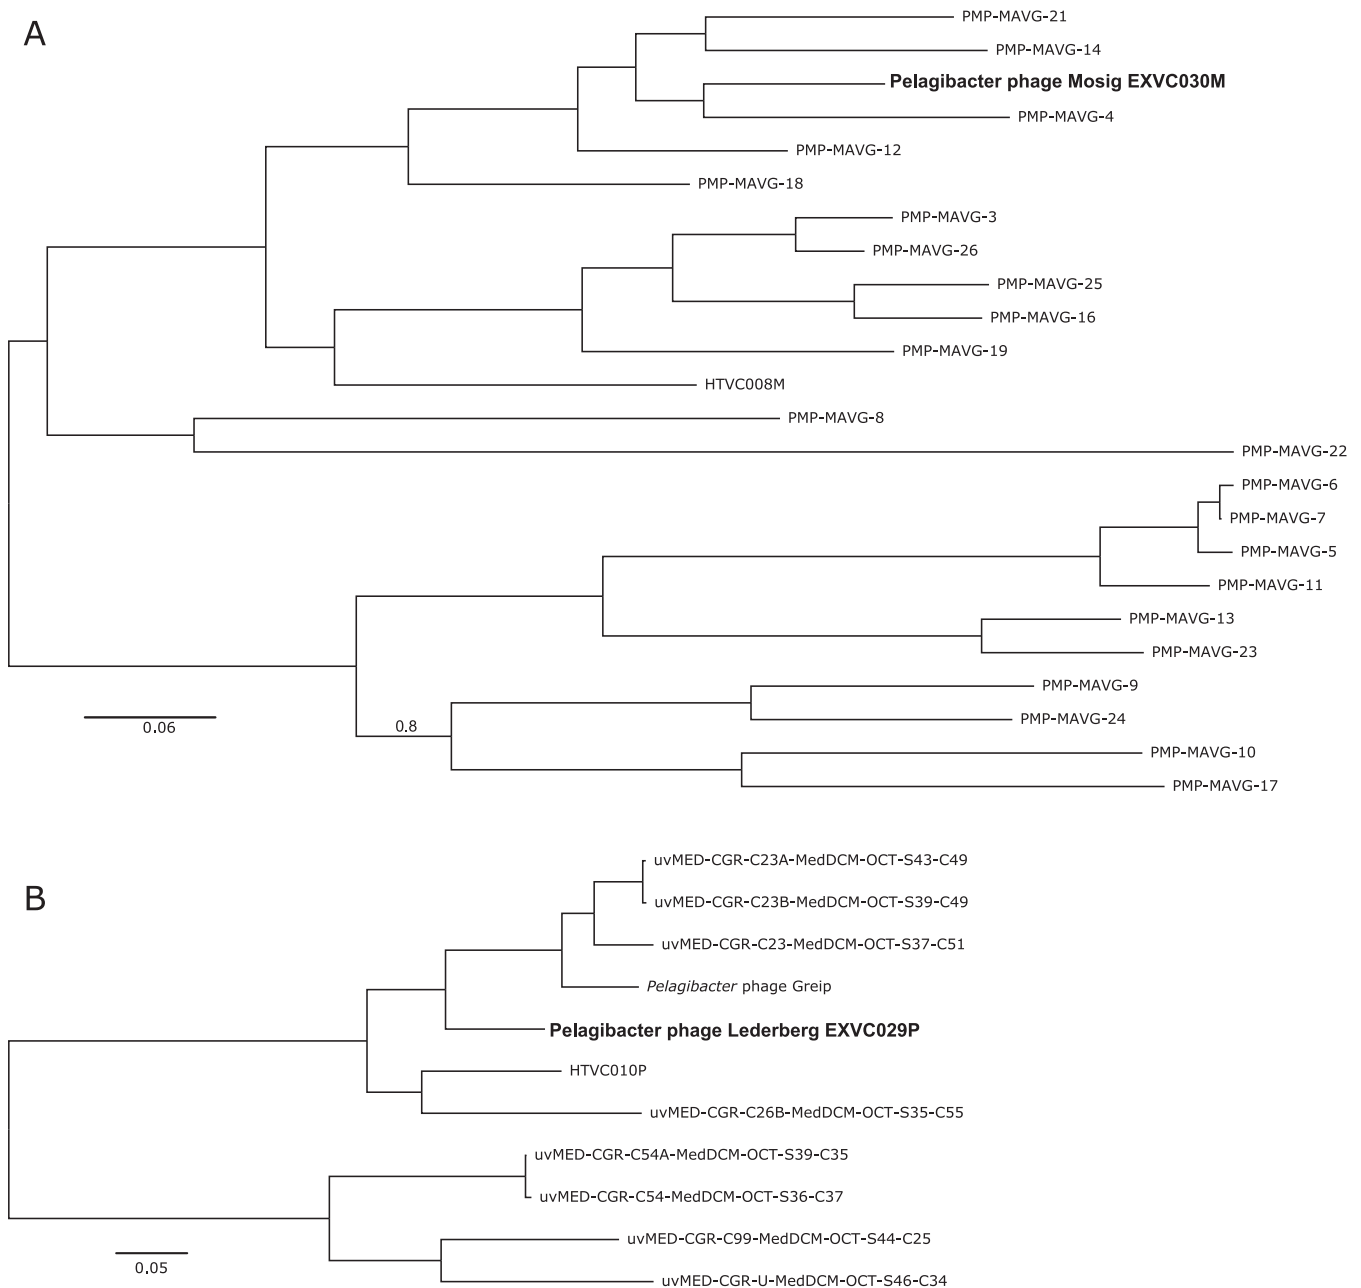 A
PMP-MAVG-21
PMP-MAVG-14
Pelagibacter phage Mosig EXVC030M
PMP-MAVG-4
PMP-MAVG-12
PMP-MAVG-18
PMP-MAVG-3
PMP-MAVG-26
PMP-MAVG-25
PMP-MAVG-16
PMP-MAVG-19
HTVC008M
PMP-MAVG-8
PMP-MAVG-22
PMP-MAVG-6
PMP-MAVG-7
PMP-MAVG-5
PMP-MAVG-11
PMP-MAVG-13
PMP-MAVG-23
PMP-MAVG-9
PMP-MAVG-24
0.06
0.8
PMP-MAVG-10
PMP-MAVG-17
B
uvMED-CGR-C23A-MedDCM-OCT-S43-C49
uvMED-CGR-C23B-MedDCM-OCT-S39-C49
uvMED-CGR-C23-MedDCM-OCT-S37-C51
Pelagibacter phage Greip
Pelagibacter phage Lederberg EXVC029P
HTVC010P
uvMED-CGR-C26B-MedDCM-OCT-S35-C55
uvMED-CGR-C54A-MedDCM-OCT-S39-C35
uvMED-CGR-C54-MedDCM-OCT-S36-C37
uvMED-CGR-C99-MedDCM-OCT-S44-C25
0.05
uvMED-CGR-U-MedDCM-OCT-S46-C34